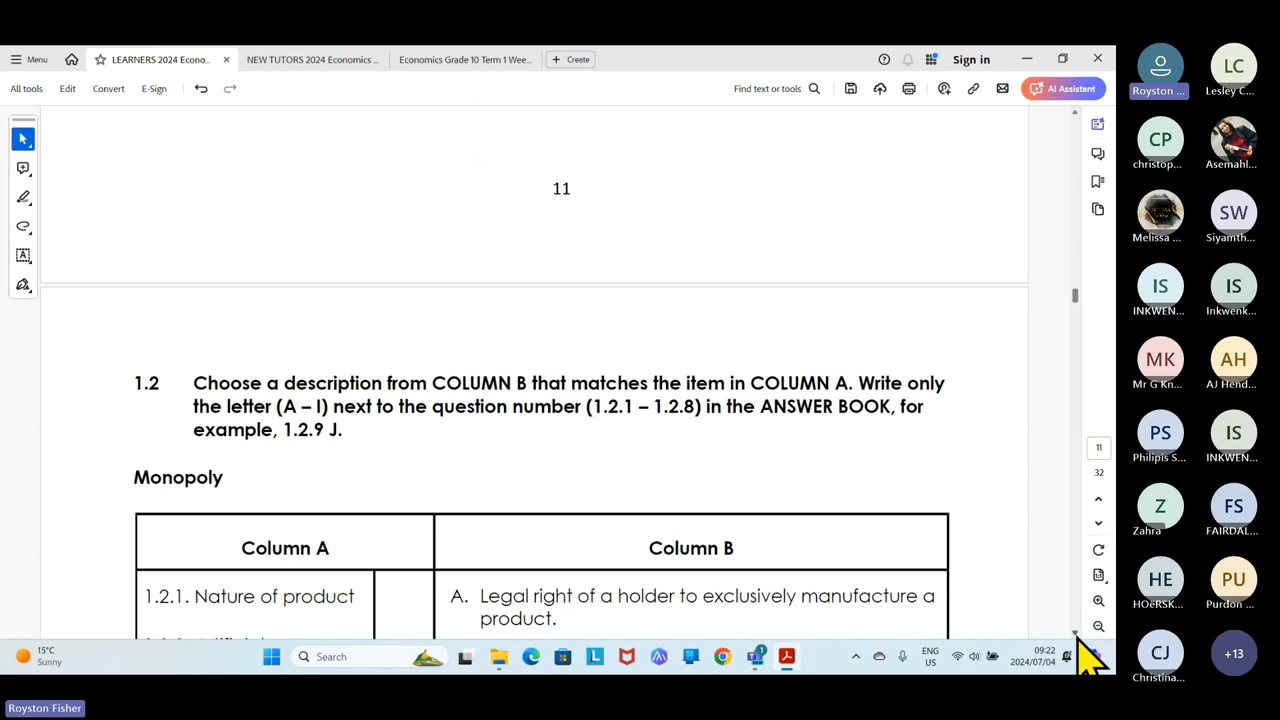 Menu
LEARNERS 2024 Econo...
NEW TUTORS 2024 Economics ...
Economics Grade 10 Term 1 Wee...
+ Create
Sign in
All tools
Edit
Convert
E-Sign
Find text or tools
AI Assistant
11
1.2 Choose a description from COLUMN B that matches the item in COLUMN A. Write only
the letter (A – I) next to the question number (1.2.1 – 1.2.8) in the ANSWER BOOK, for
example, 1.2.9 J.
Monopoly
Column A
Column B
1.2.1. Nature of product
A. Legal right of a holder to exclusively manufacture a
product.
11
32
15°C
Sunny
Search
ENG
US
09:22
2024/07/04
Royston Fisher
Royston ...
LC
Lesley C...
CP
christop...
Asemahl...
Melissa ...
SW
Siyamth...
IS
INKWEN...
IS
Inkwenk...
MK
Mr G Kn...
AH
AJ Hend...
PS
Philipis S...
IS
INKWEN...
Z
Zahra
FS
FAIRDAL...
HE
HOeRSK...
PU
Purdon ...
CJ
Christina...
+13